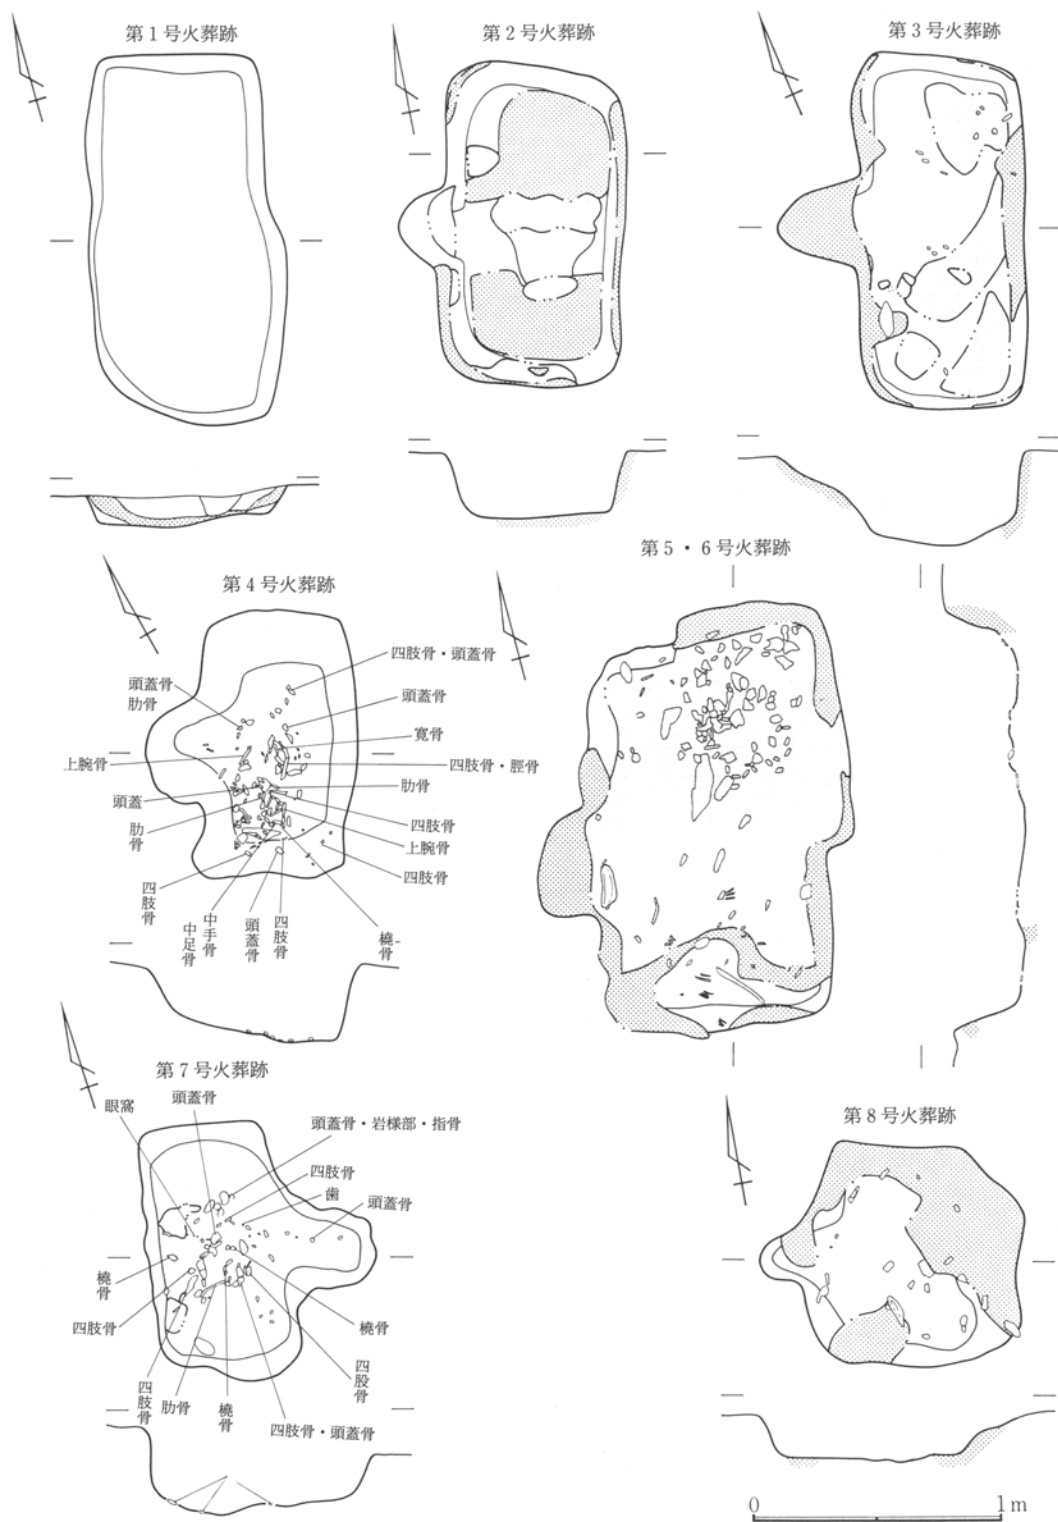 第1号火葬跡
第2号火葬跡
第3号火葬跡
第4号火葬跡
四肢骨・頭蓋骨
頭蓋骨
肋骨
頭蓋骨
寛骨
上腕骨
四肢骨・脛骨
頭蓋
肋骨
肋骨
四肢骨
上腕骨
四肢骨
四肢骨
中手骨
中足骨
頭蓋骨
四肢骨
橈骨
第5・6号火葬跡
第7号火葬跡
頭蓋骨
眼窩
頭蓋骨・岩様部・指骨
四肢骨
歯
頭蓋骨
橈骨
四肢骨
橈骨
四股骨
四肢骨
肋骨
橈骨
四肢骨・頭蓋骨
第8号火葬跡
0 1m